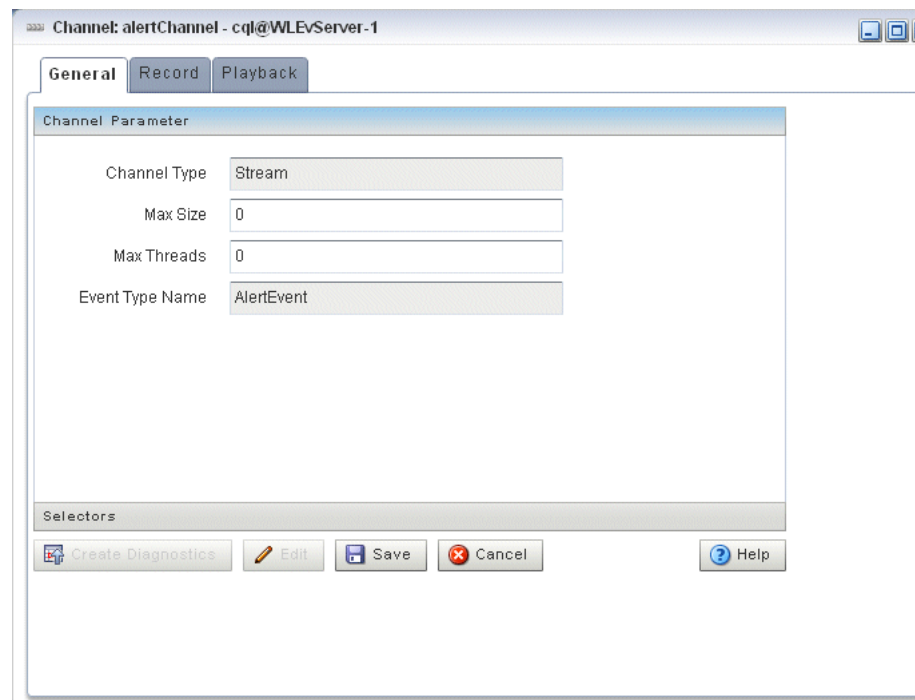 Channel: alertChannel - cql@WLEvServer-1
General Record Playback
Channel Parameter
Channel Type Stream
Max Size 0
Max Threads 0
Event Type Name AlertEvent
Selectors
Create Diagnostics Edit Save Cancel Help